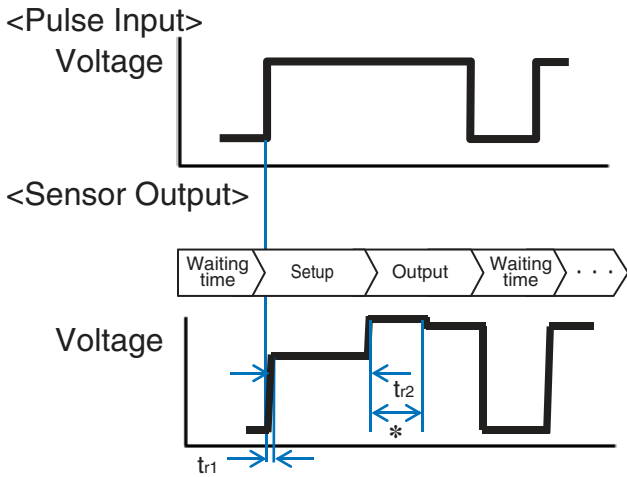 <Pulse Input>
Voltage
<Sensor Output>
Waiting time
Setup
Output
Waiting time
· · ·
Voltage
tr2
*
tr1